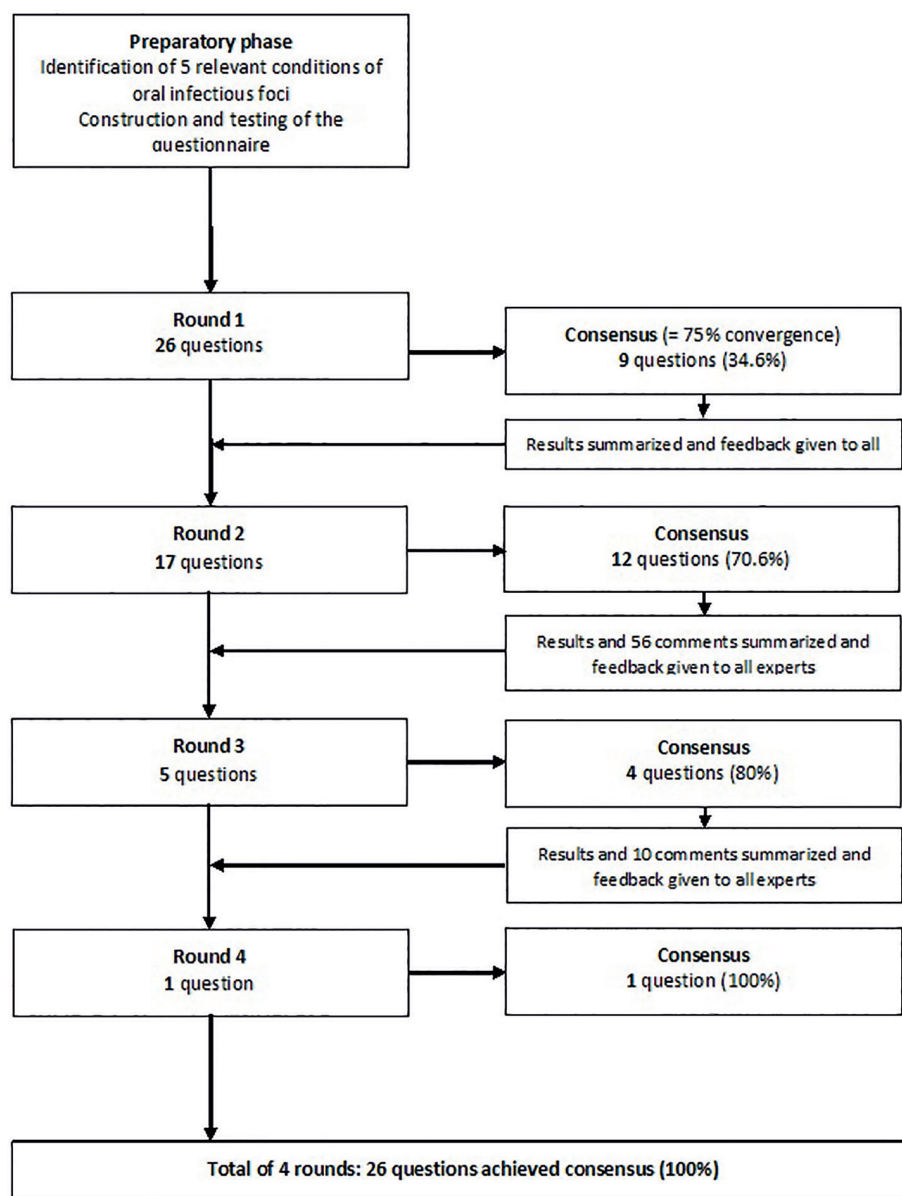 Preparatory phase
Identification of 5 relevant conditions of
oral infectious foci
Construction and testing of the
questionnaire
Round 1
26 questions
Consensus (= 75% convergence)
9 questions (34.6%)
Results summarized and feedback given to all
Round 2
17 questions
Consensus
12 questions (70.6%)
Results and 56 comments summarized and
feedback given to all experts
Round 3
5 questions
Consensus
4 questions (80%)
Results and 10 comments summarized and
feedback given to all experts
Round 4
1 question
Consensus
1 question (100%)
Total of 4 rounds: 26 questions achieved consensus (100%)